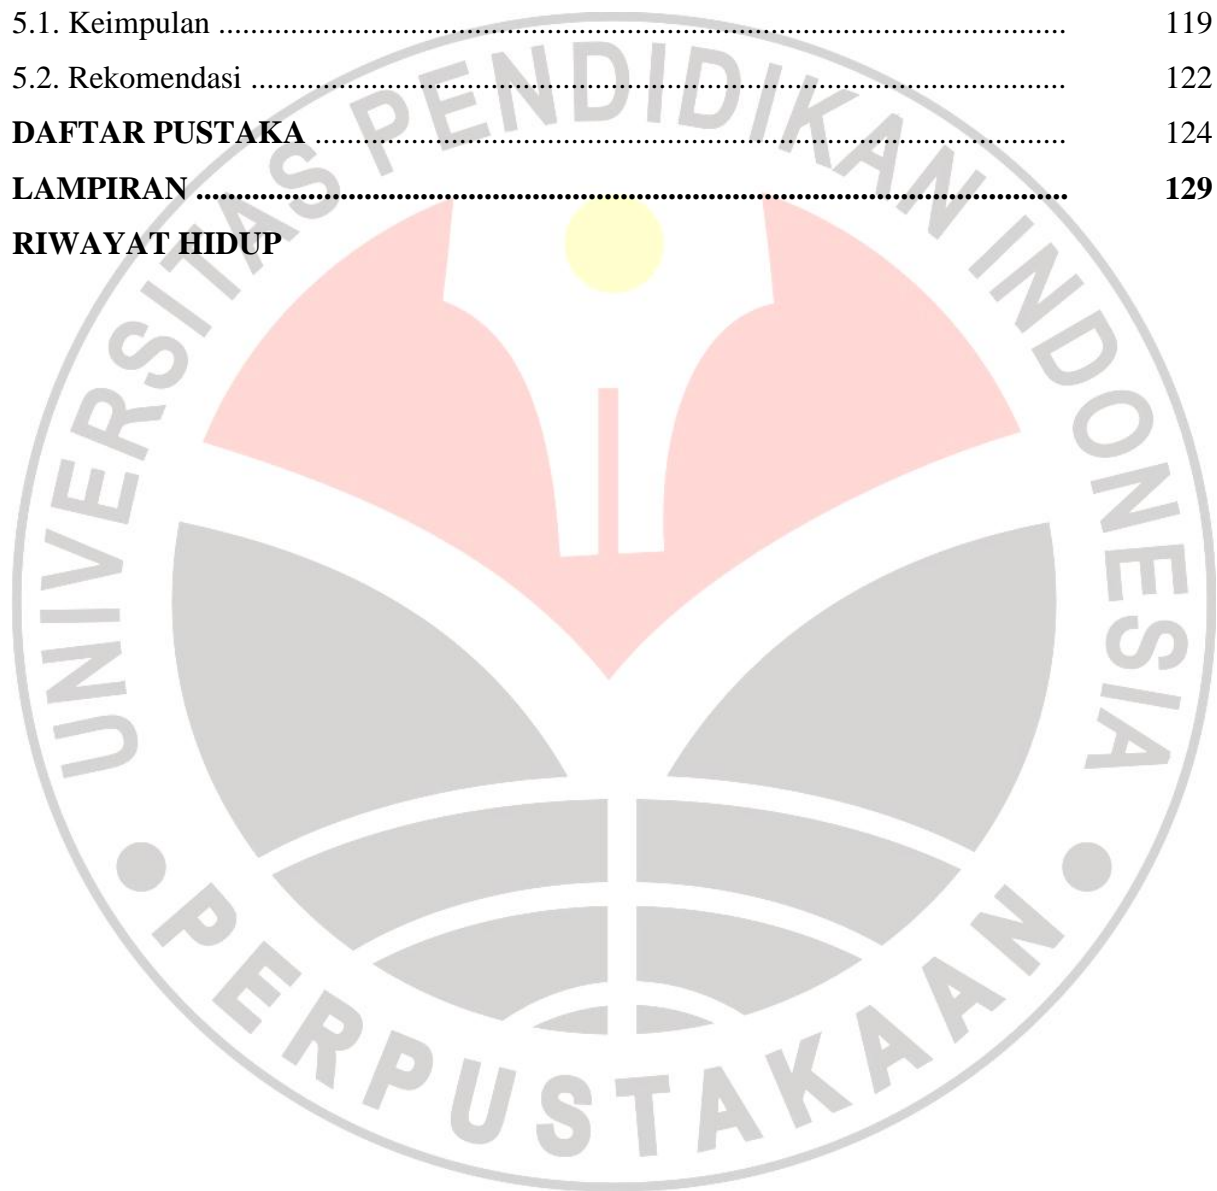 5.1. Keimpulan .......................................................................................................... 119
5.2. Rekomendasi ...................................................................................................... 122
DAFTAR PUSTAKA .............................................................................................. 124
LAMPIRAN ............................................................................................................. 129
RIWAYAT HIDUP
UNIVERSITAS PENDIDIKAN INDONESIA
PERPUSTAKAAN